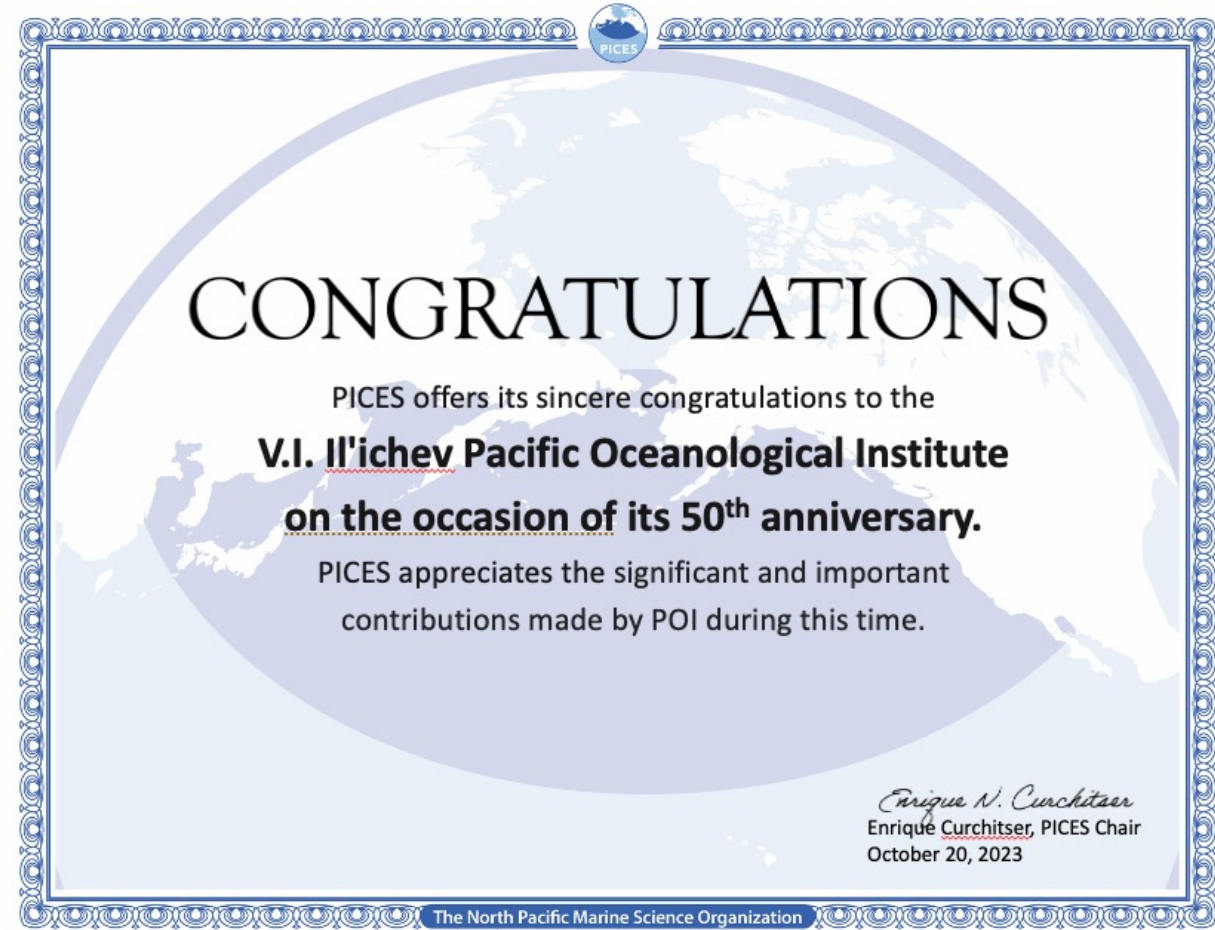 PICES
CONGRATULATIONS
PICES offers its sincere congratulations to the
V.I. Il'ichev Pacific Oceanological Institute
on the occasion of its 50th anniversary.
PICES appreciates the significant and important
contributions made by POI during this time.
Enrique N. Curchitser
Enrique Curchitser, PICES Chair
October 20, 2023
The North Pacific Marine Science Organization